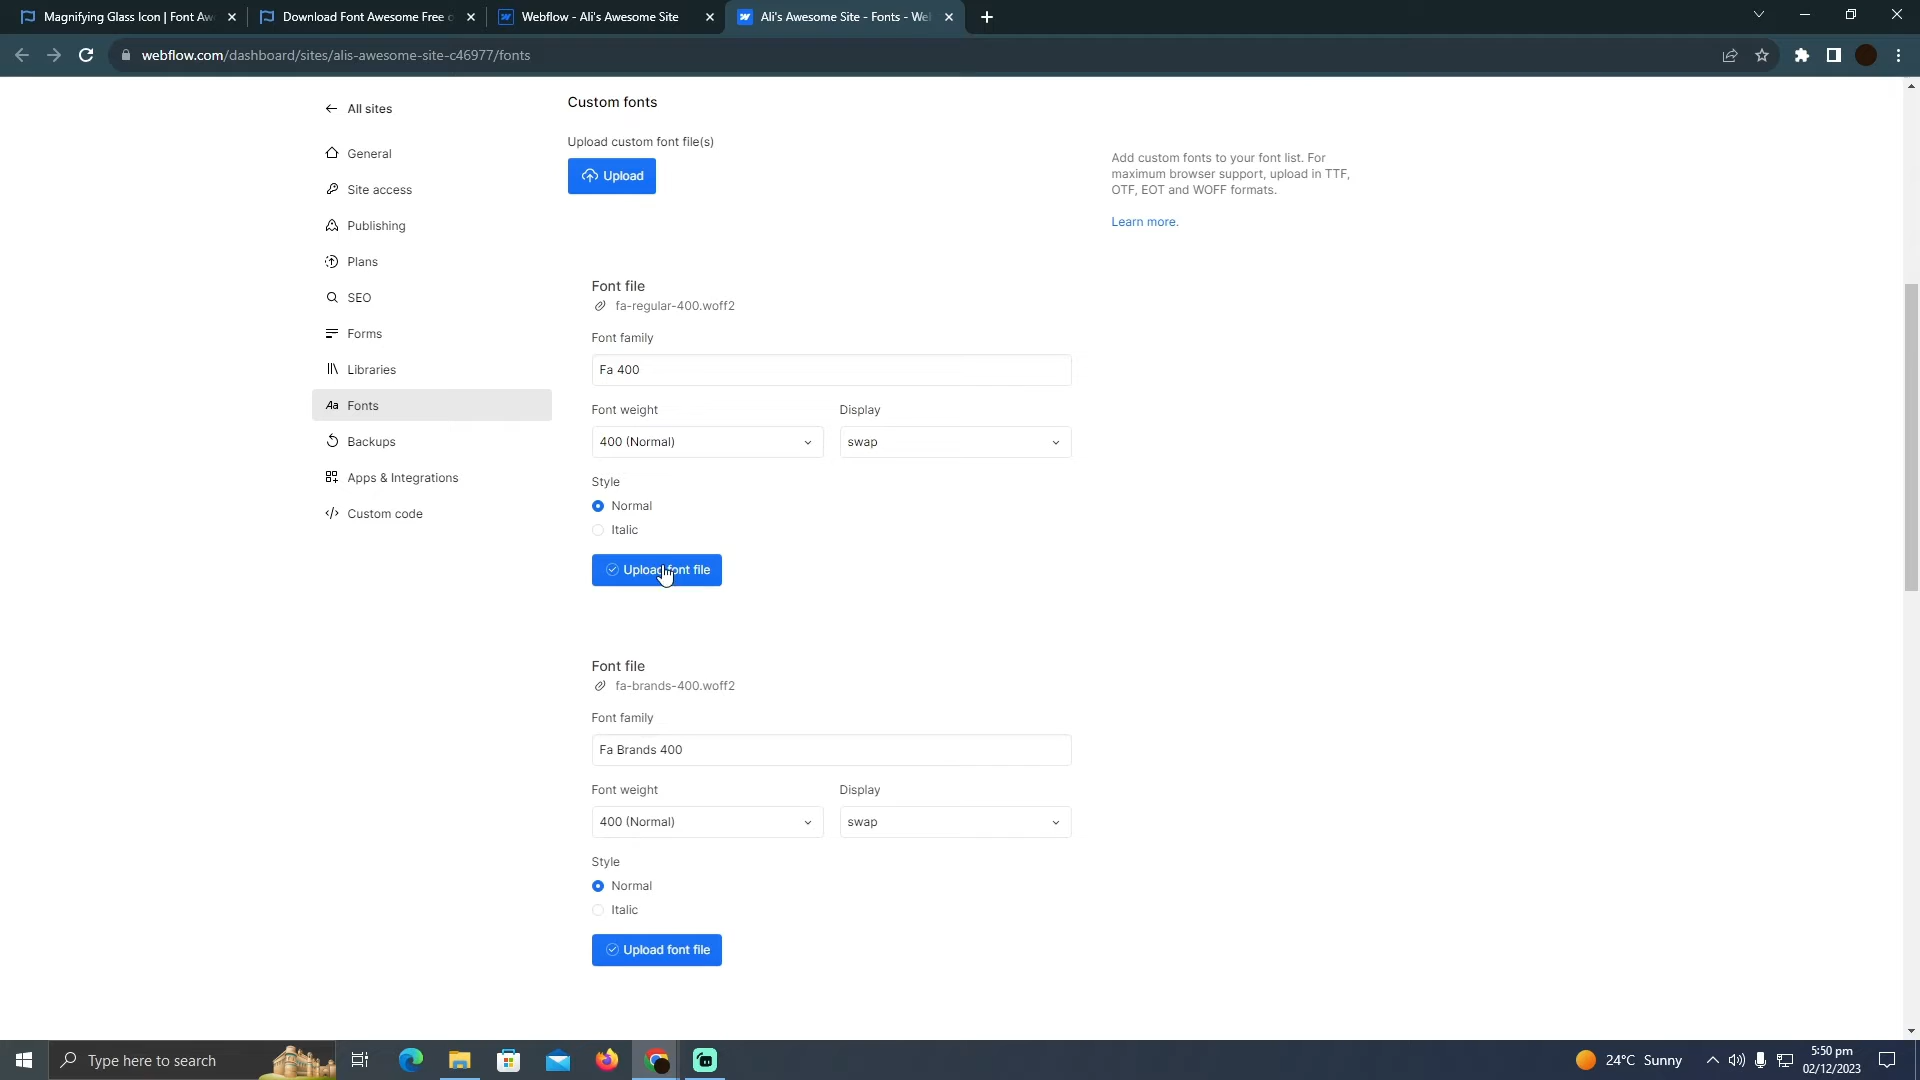 Magnifying Glass Icon | Font Aw
Download Font Awesome Free o
Webflow - Ali's Awesome Site
Ali's Awesome Site - Fonts - We
webflow.com/dashboard/sites/alis-awesome-site-c46977/fonts
All sites
General
Site access
Publishing
Plans
SEO
Forms
Libraries
Aa Fonts
Backups
Apps & Integrations
Custom code
Custom fonts
Upload custom font file(s)
Upload
Add custom fonts to your font list. For
maximum browser support, upload in TTF,
OTF, EOT and WOFF formats.
Learn more.
Font file
fa-regular-400.woff2
Font family
Fa 400
Font weight
Display
400 (Normal)
swap
Style
Normal
Italic
Upload font file
Font file
fa-brands-400.woff2
Font family
Fa Brands 400
Font weight
Display
400 (Normal)
swap
Style
Normal
Italic
Upload font file
Type here to search
24°C Sunny
5:50 pm
02/12/2023